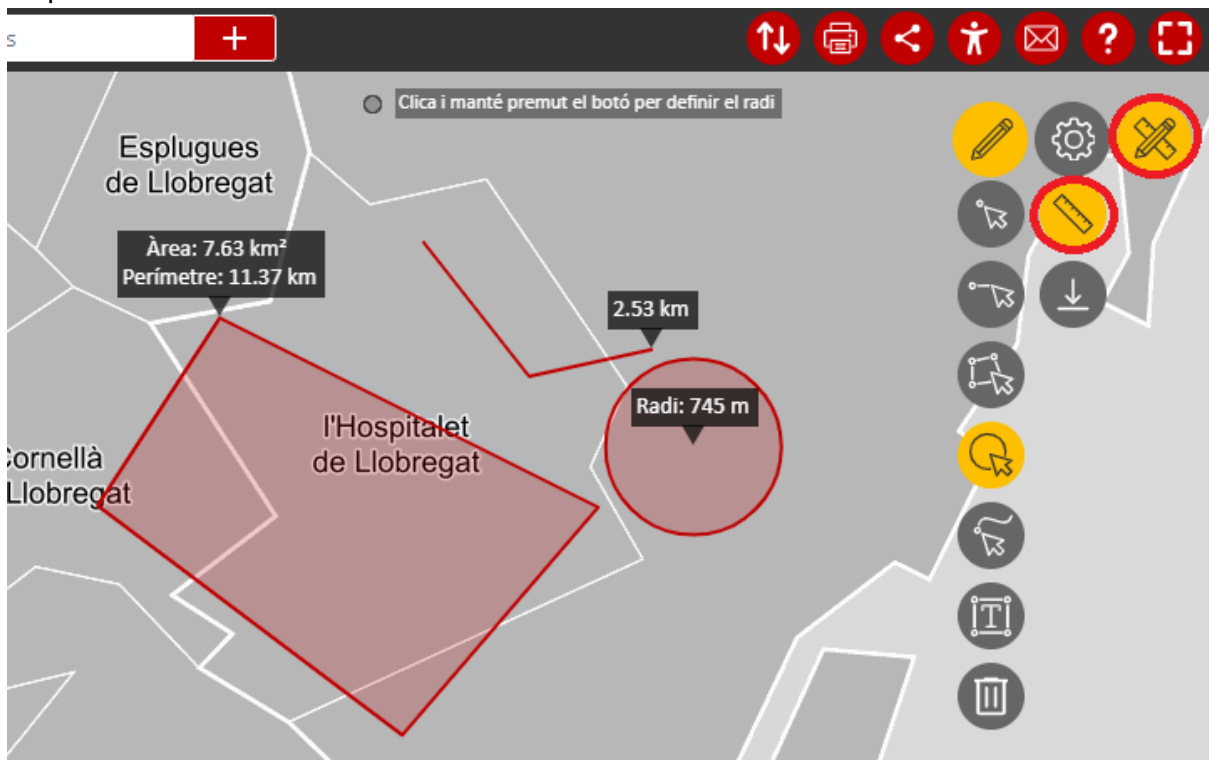 s
Clica i manté premut el botó per definir el radi
Esplugues
de Llobregat
Àrea: 7.63 km²
Perímetre: 11.37 km
2.53 km
Radi: 745 m
l'Hospitalet
de Llobregat
Cornellà
Llobregat
T